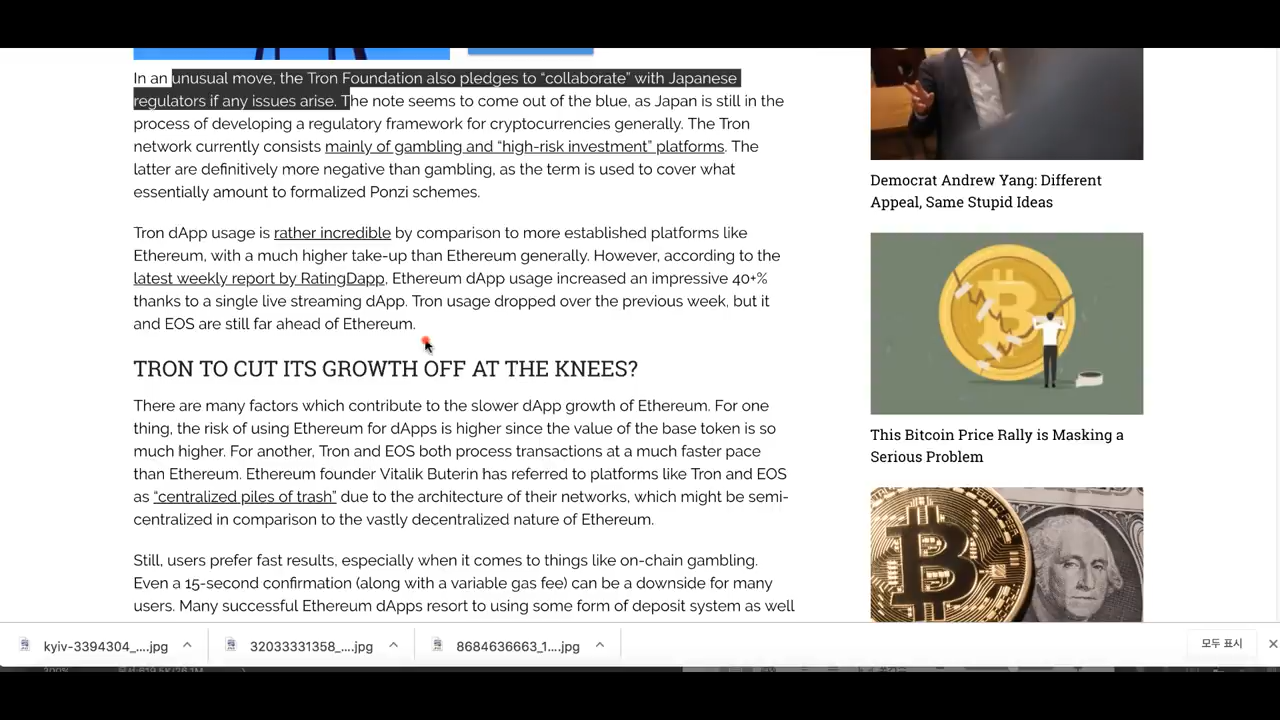 In an unusual move, the Tron Foundation also pledges to “collaborate” with Japanese
regulators if any issues arise. The note seems to come out of the blue, as Japan is still in the
process of developing a regulatory framework for cryptocurrencies generally. The Tron
network currently consists mainly of gambling and “high-risk investment” platforms. The
latter are definitively more negative than gambling, as the term is used to cover what
essentially amount to formalized Ponzi schemes.
Tron dApp usage is rather incredible by comparison to more established platforms like
Ethereum, with a much higher take-up than Ethereum generally. However, according to the
latest weekly report by RatingDapp, Ethereum dApp usage increased an impressive 40+%
thanks to a single live streaming dApp. Tron usage dropped over the previous week, but it
and EOS are still far ahead of Ethereum.
TRON TO CUT ITS GROWTH OFF AT THE KNEES?
There are many factors which contribute to the slower dApp growth of Ethereum. For one
thing, the risk of using Ethereum for dApps is higher since the value of the base token is so
much higher. For another, Tron and EOS both process transactions at a much faster pace
than Ethereum. Ethereum founder Vitalik Buterin has referred to platforms like Tron and EOS
as “centralized piles of trash” due to the architecture of their networks, which might be semi-
centralized in comparison to the vastly decentralized nature of Ethereum.
Still, users prefer fast results, especially when it comes to things like on-chain gambling.
Even a 15-second confirmation (along with a variable gas fee) can be a downside for many
users. Many successful Ethereum dApps resort to using some form of deposit system as well
Democrat Andrew Yang: Different
Appeal, Same Stupid Ideas
This Bitcoin Price Rally is Masking a
Serious Problem
kyiv-3394304_....jpg
32033331358_....jpg
8684636663_1....jpg
모두 표시